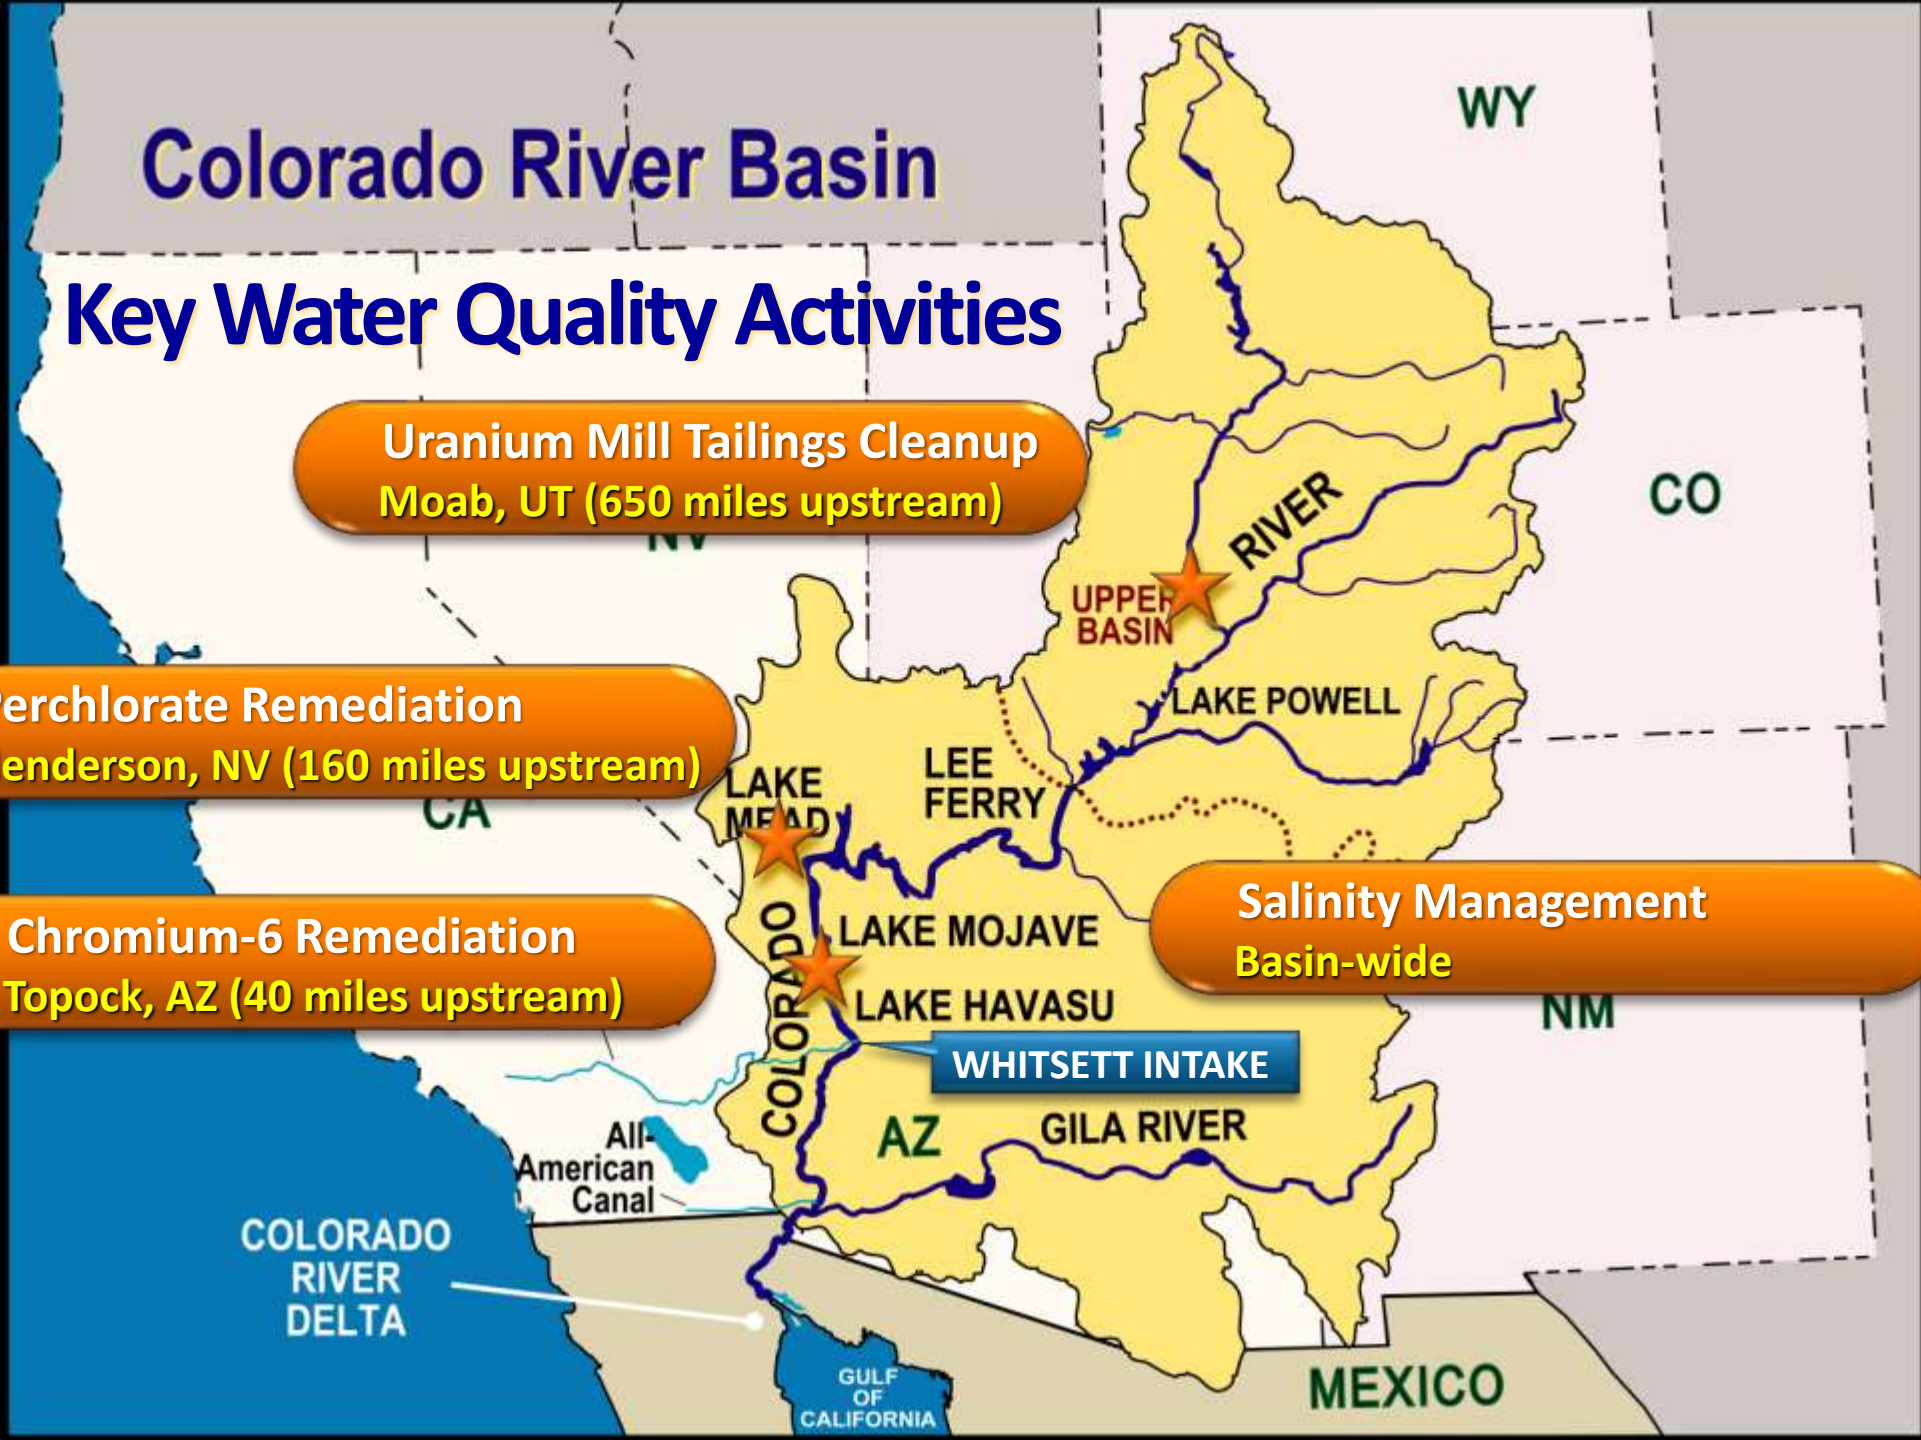 WY
Colorado River Basin
Key Water Quality Activities
Uranium Mill Tailings Cleanup
Moab, UT (650 miles upstream)
NV
CO
RIVER
UPPER
BASIN
erchlorate Remediation
enderson, NV (160 miles upstream)
LAKE POWELL
LEE
FERRY
LAKE
MEAD
CA
Salinity Management
Basin-wide
Chromium-6 Remediation
Topock, AZ (40 miles upstream)
COLORADO
LAKE MOJAVE
LAKE HAVASU
NM
WHITSETT INTAKE
AZ
GILA RIVER
All-
American
Canal
COLORADO
RIVER
DELTA
GULF
OF
CALIFORNIA
MEXICO